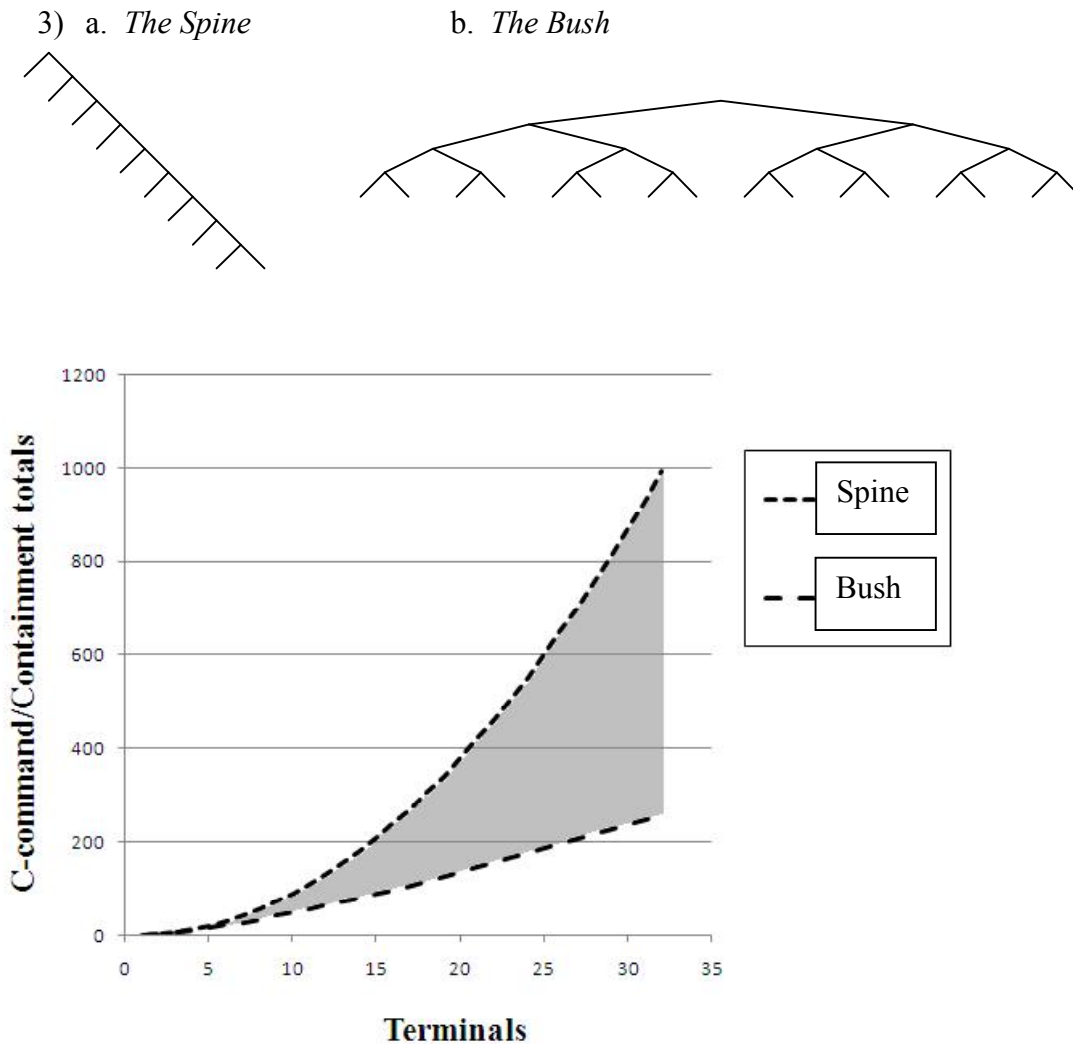 3) a. The Spine b. The Bush
1200
1000
800
600
400
200
0
C-command/Containment totals
0 5 10 15 20 25 30 35
Terminals
Spine
Bush